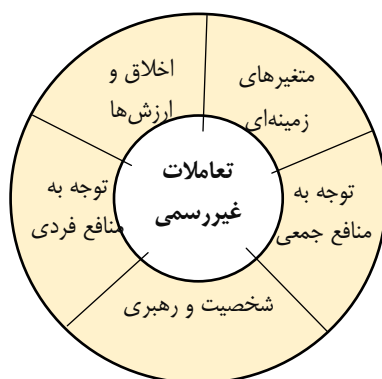 اخلاق و
ارزش‌ها
متغیرهای
زمینه‌ای
تعاملات
غیررسمی
توجه به
منافع جمعی
توجه به
منافع فردی
شخصیت و رهبری